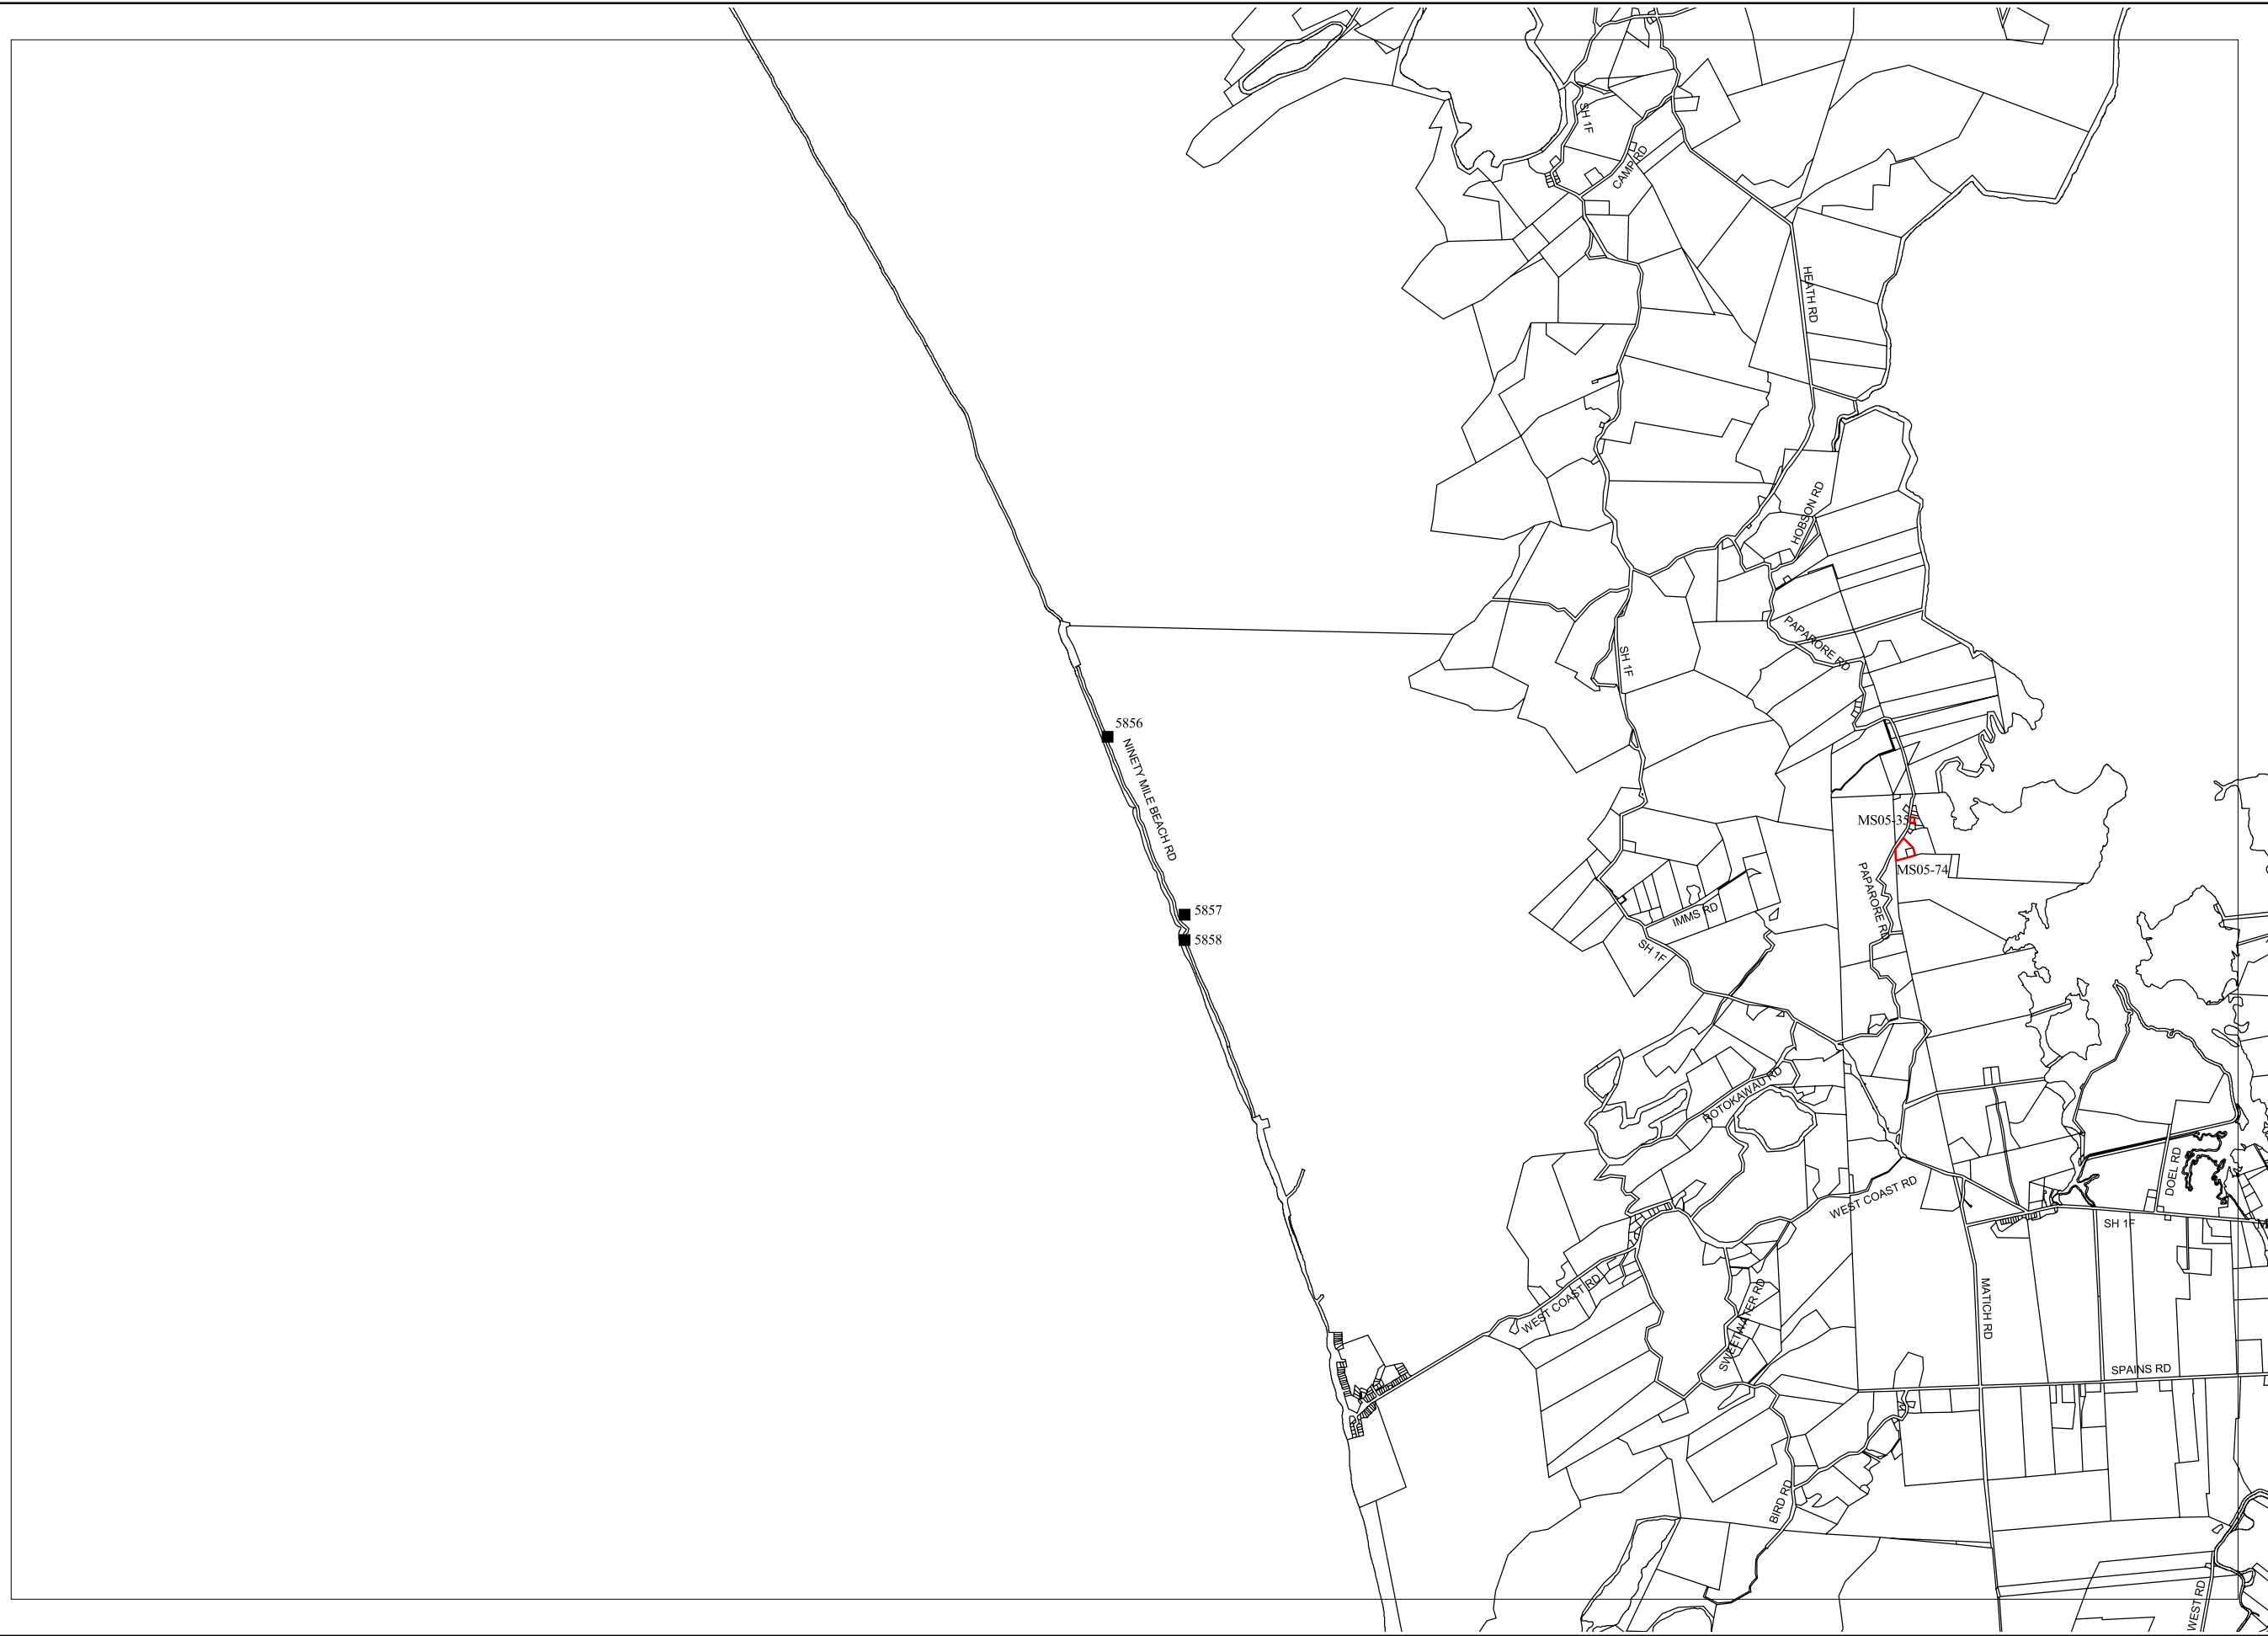 SH 1F
CAMP RD
HEATH RD
HOBSON RD
PAPARORE RD
SH 1F
5856
NINETY MILE BEACH RD
MS05-35
MS05-74
PAPARORE RD
5857
5858
IMMS RD
SH 1F
ROTOKAWAU RD
DOEL RD
WEST COAST RD
SH 1F
WEST COAST RD
SWEETWATER RD
MATICH RD
SPAINS RD
BIRD RD
WEST RD